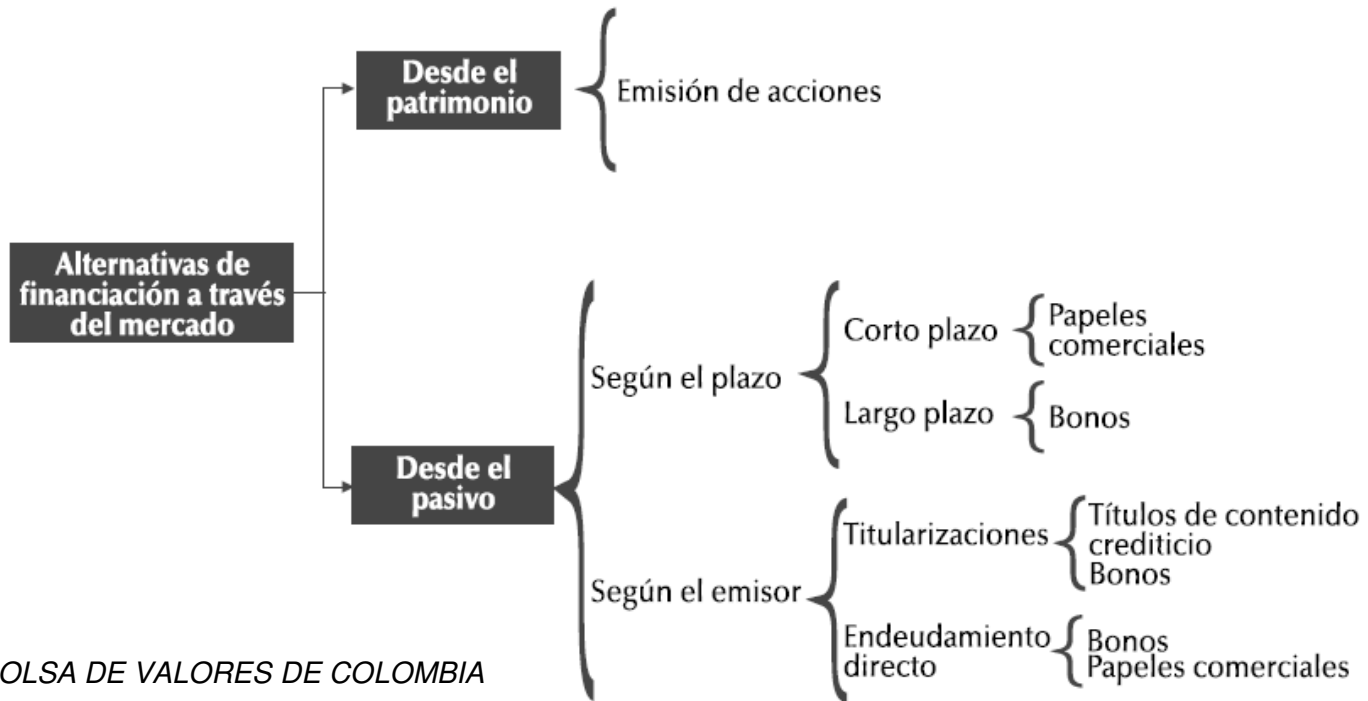 Desde el
patrimonio
Emisión de acciones
Alternativas de
financiación a través
del mercado
Desde el
pasivo
Según el plazo
Corto plazo
Papeles
comerciales
Largo plazo
Bonos
Según el emisor
Titularizaciones
Títulos de contenido
crediticio
Bonos
Endeudamiento
directo
Bonos
Papeles comerciales
OLSA DE VALORES DE COLOMBIA